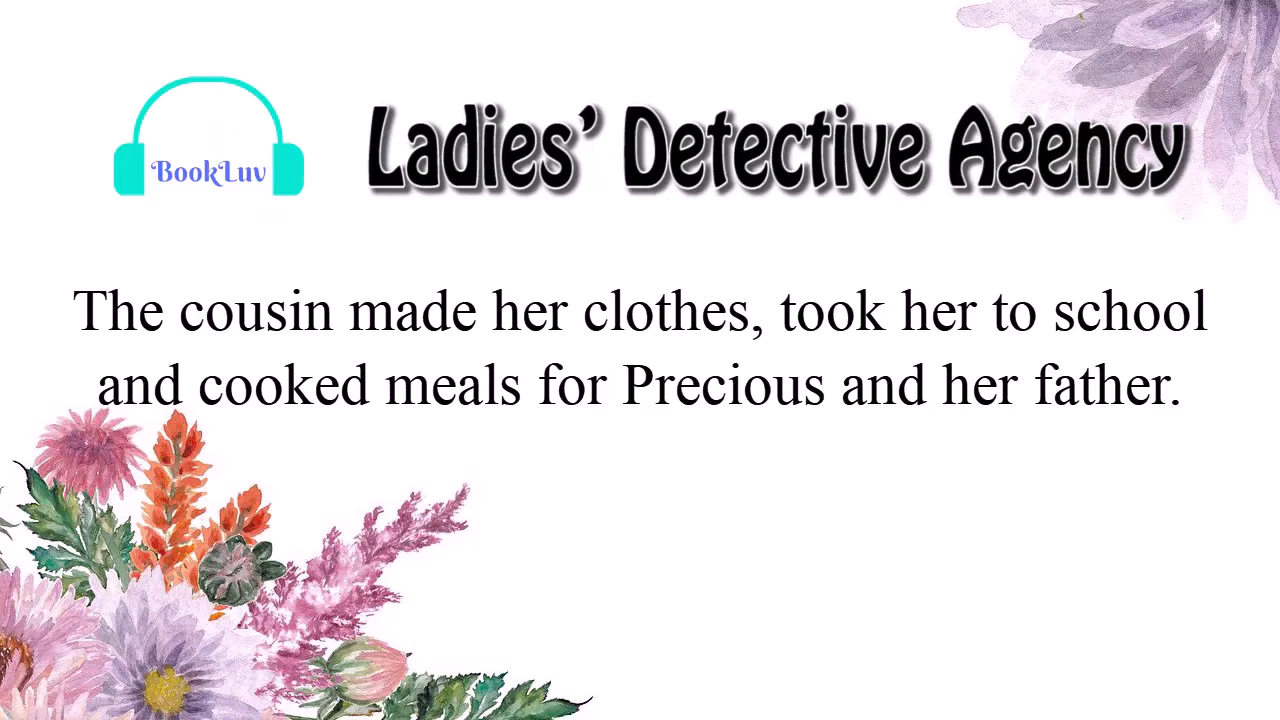 BookLuv
Ladies’ Detective Agency
The cousin made her clothes, took her to school
and cooked meals for Precious and her father.